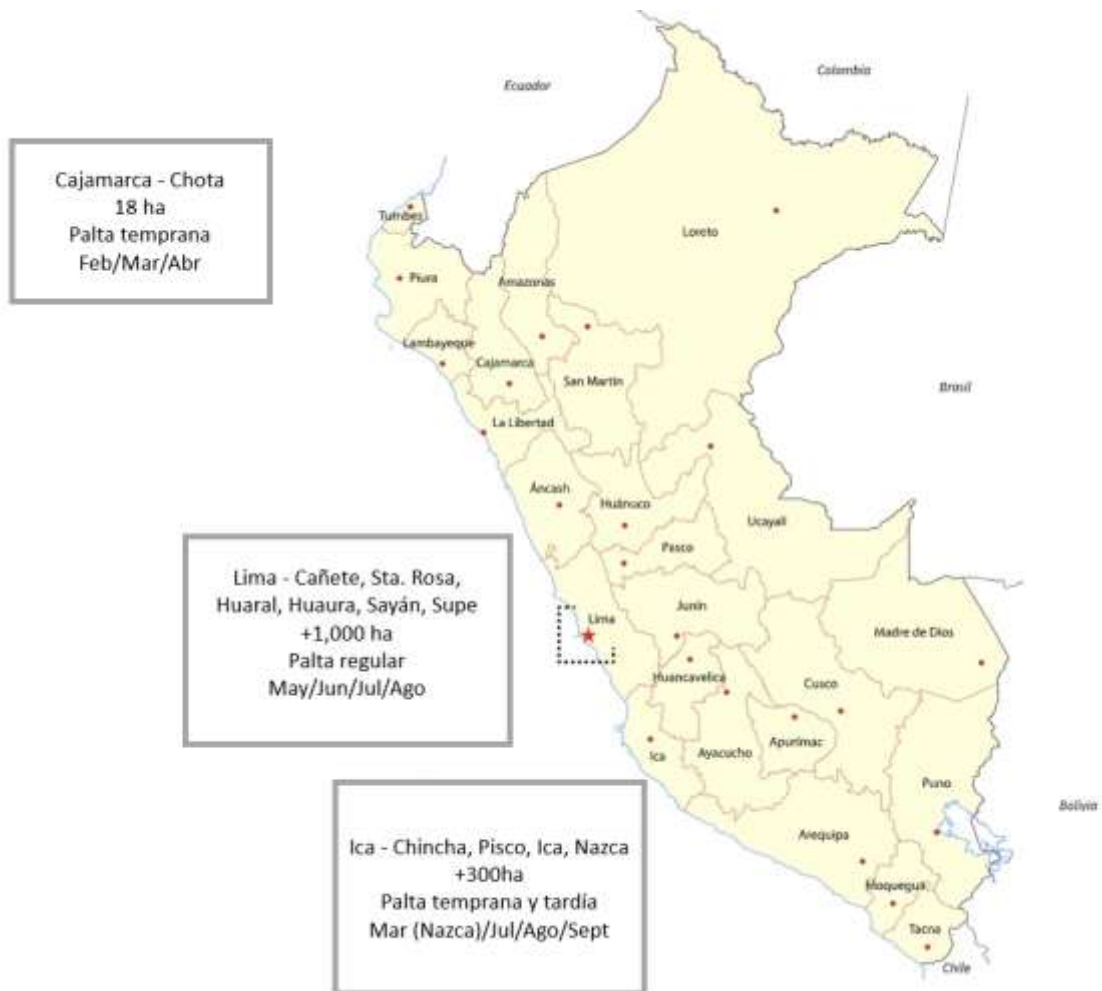 Colombia
Ecuador
Cajamarca - Chota
18 ha
Palta temprana
Feb/Mar/Abr
Tumbes
Loreto
Piura
Amazonas
Lambayeque
Cajamarca
San Martín
Brasil
La Libertad
Áncash
Huánuco
Ucayali
Pasco
Lima - Cañete, Sta. Rosa,
Huaral, Huaura, Sayán, Supe
+1,000 ha
Palta regular
May/Jun/Jul/Ago
Lima
Junín
Madre de Dios
Huancavelica
Cusco
Apurímac
Ayacucho
Ica
Puno
Bolivia
Ica - Chincha, Pisco, Ica, Nazca
+300ha
Palta temprana y tardía
Mar (Nazca)/Jul/Ago/Sept
Arequipa
Moquegua
Tacna
Chile